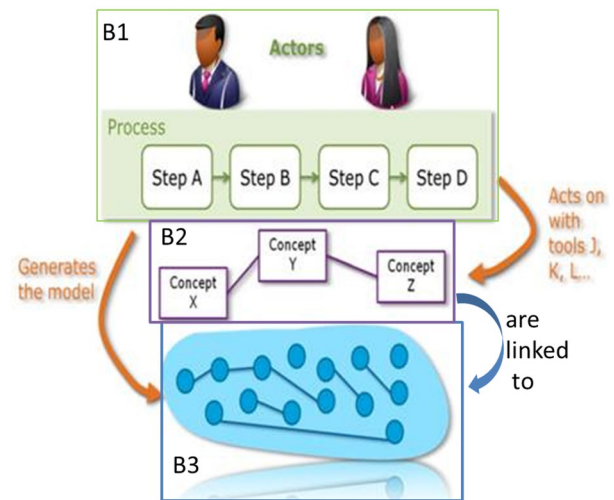 B1
Actors
Process
Step A
Step B
Step C
Step D
Acts on
with
tools J,
K, L...
Generates
the model
B2
Concept
X
Concept
Y
Concept
Z
are
linked
to
B3